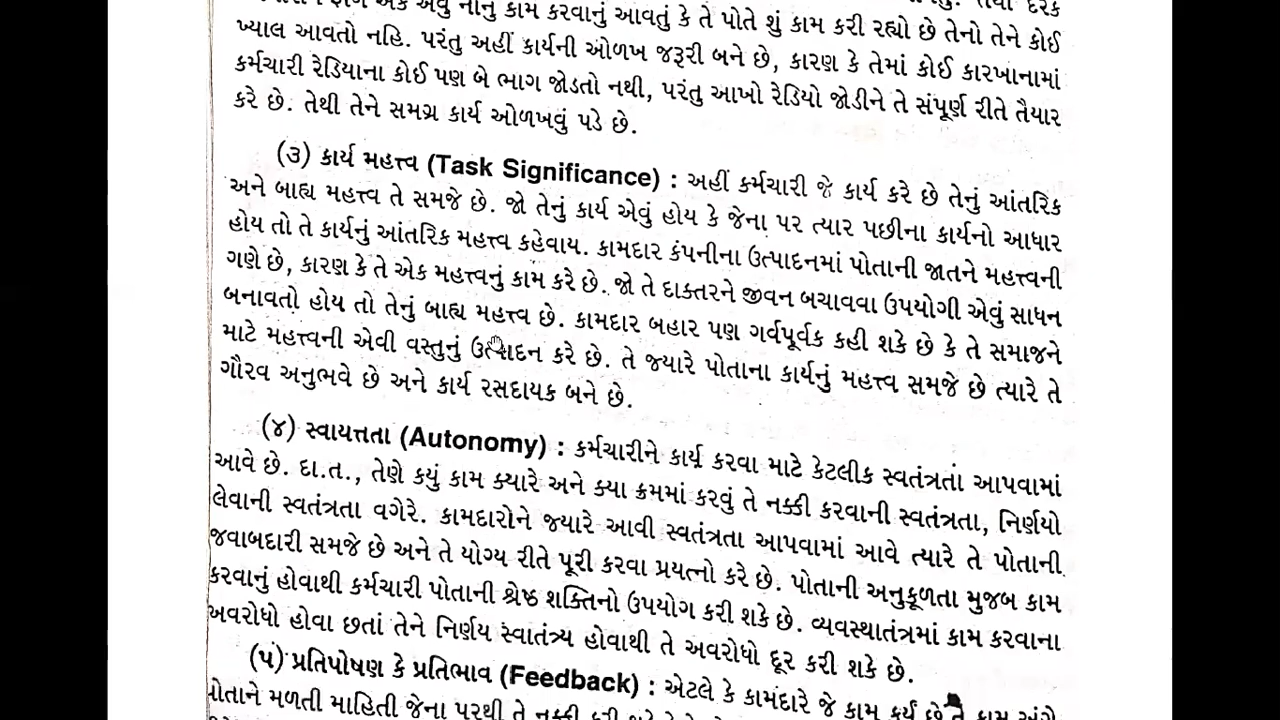 એક એવું નાનું કામ કરવાનું આવતું કે તે પોતે શું કામ કરી રહ્યો છે તેનો તેને કોઈ
ખ્યાલ આવતો નહિ. પરંતુ અહીં કાર્યની ઓળખ જરૂરી બને છે, કારણ કે તેમાં કોઈ કારખાનામાં
કર્મચારી રેડિયાના કોઈ પણ બે ભાગ જોડતો નથી, પરંતુ આખો રેડિયો જોડીને તે સંપૂર્ણ રીતે તૈયાર
કરે છે. તેથી તેને સમગ્ર કાર્ય ઓળખવું પડે છે.
(૩) કાર્ય મહત્ત્વ (Task Significance) : અહીં કર્મચારી જે કાર્ય કરે છે તેનું આંતરિક
અને બાહ્ય મહત્ત્વ તે સમજે છે. જો તેનું કાર્ય એવું હોય કે જેના પર ત્યાર પછીના કાર્યનો આધાર
હોય તો તે કાર્યનું આંતરિક મહત્ત્વ કહેવાય. કામદાર કંપનીના ઉત્પાદનમાં પોતાની જાતને મહત્ત્વની
ગણે છે, કારણ કે તે એક મહત્ત્વનું કામ કરે છે. જો તે દાક્તરને જીવન બચાવવા ઉપયોગી એવું સાધન
બનાવતો હોય તો તેનું બાહ્ય મહત્ત્વ છે. કામદાર બહાર પણ ગર્વપૂર્વક કહી શકે છે કે તે સમાજને
માટે મહત્ત્વની એવી વસ્તુનું ઉત્પાદન કરે છે. તે જ્યારે પોતાના કાર્યનું મહત્ત્વ સમજે છે ત્યારે તે
ગૌરવ અનુભવે છે અને કાર્ય રસદાયક બને છે.
(૪) સ્વાયત્તતા (Autonomy) : કર્મચારીને કાર્ય કરવા માટે કેટલીક સ્વતંત્રતા આપવામાં
આવે છે. દા.ત., તેણે કયું કામ ક્યારે અને ક્યા ક્રમમાં કરવું તે નક્કી કરવાની સ્વતંત્રતા, નિર્ણયો
લેવાની સ્વતંત્રતા વગેરે. કામદારોને જ્યારે આવી સ્વતંત્રતા આપવામાં આવે ત્યારે તે પોતાની
જવાબદારી સમજે છે અને તે યોગ્ય રીતે પૂરી કરવા પ્રયત્નો કરે છે. પોતાની અનુકૂળતા મુજબ કામ
કરવાનું હોવાથી કર્મચારી પોતાની શ્રેષ્ઠ શક્તિનો ઉપયોગ કરી શકે છે. વ્યવસ્થાતંત્રમાં કામ કરવાના
અવરોધો હોવા છતાં તેને નિર્ણય સ્વાતંત્ર્ય હોવાથી તે અવરોધો દૂર કરી શકે છે.
(૫) પ્રતિપોષણ કે પ્રતિભાવ (Feedback) : એટલે કે કામદારે જે કામ કર્યું છે તે કામ અંગે
પોતાને મળતી માહિતી જેના પરથી તે નક્કી કરી